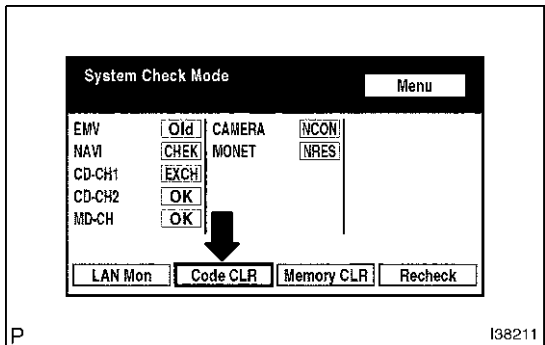 System Check Mode
Menu
EMV Old CAMERA NCON
NAVI CHEK MONET NRES
CD-CH1 EXCH
CD-CH2 OK
MD-CH OK
LAN Mon Code CLR Memory CLR Recheck
P I38211